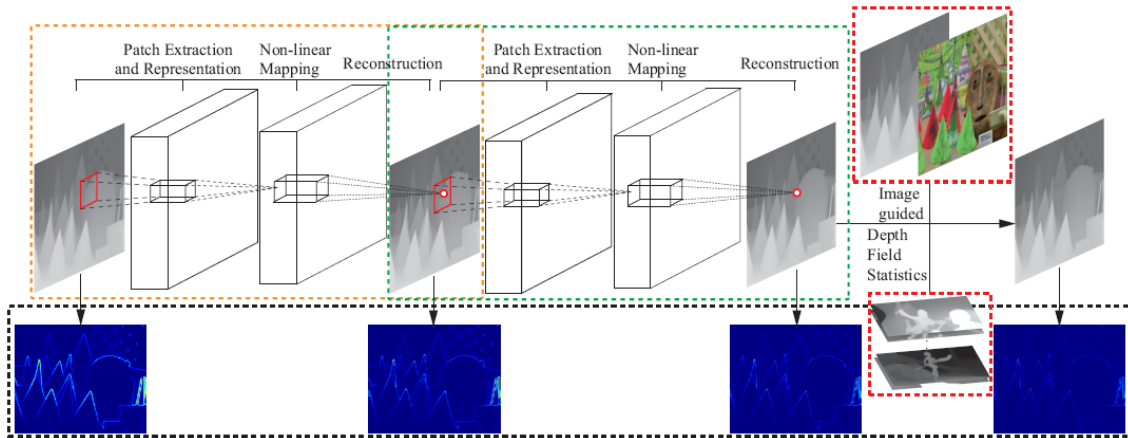 Patch Extraction
and Representation
Non-linear
Mapping
Reconstruction
Patch Extraction
and Representation
Non-linear
Mapping
Reconstruction
Image
guided
Depth
Field
Statistics